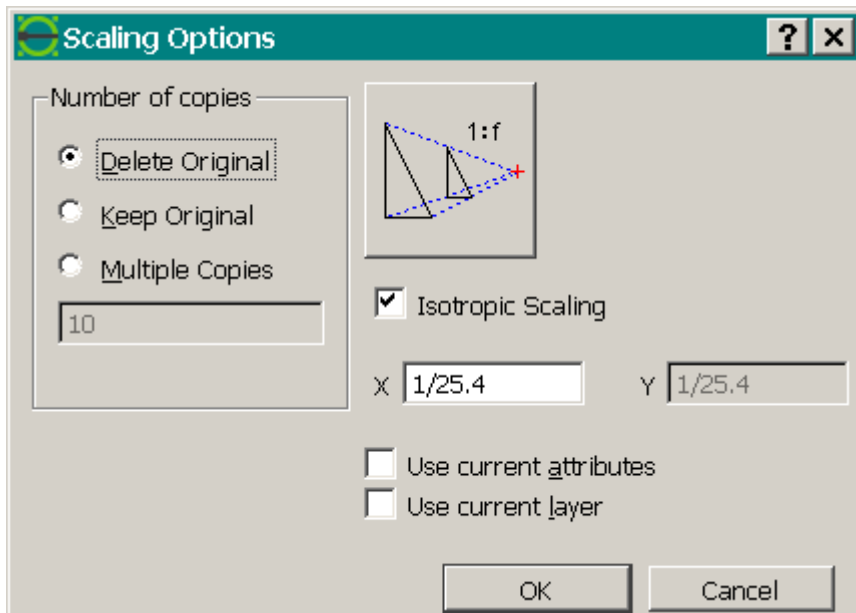 Scaling Options
Number of copies
Delete Original
Keep Original
Multiple Copies
10
1:f
Isotropic Scaling
X 1/25.4 Y 1/25.4
Use current attributes
Use current layer
OK Cancel